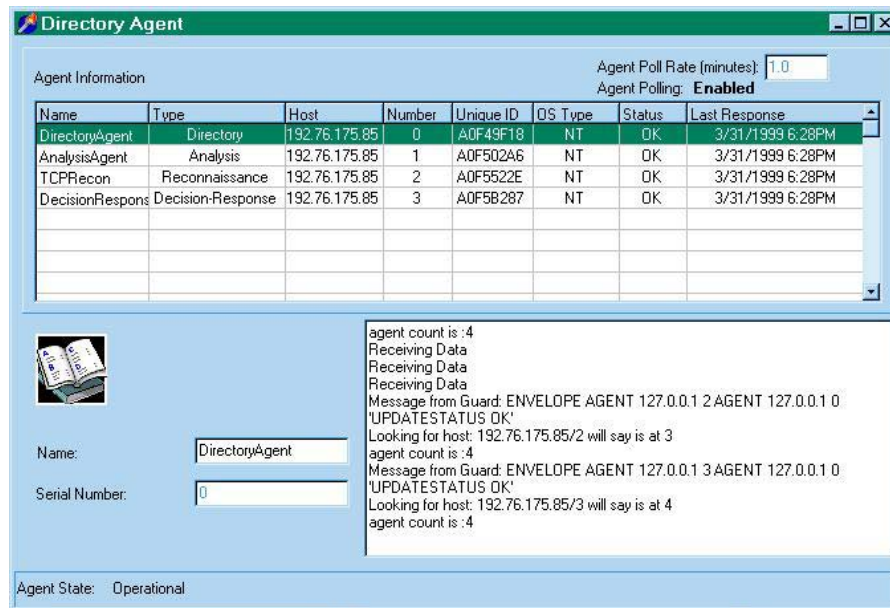 Directory Agent
Agent Information
Agent Poll Rate (minutes): 1.0
Agent Polling: Enabled
Name Type Host Number Unique ID OS Type Status Last Response
DirectoryAgent Directory 192.76.175.85 0 A0F49F18 NT OK 3/31/1999 6:28PM
AnalysisAgent Analysis 192.76.175.85 1 A0F502A6 NT OK 3/31/1999 6:28PM
TCPRecon Reconnaissance 192.76.175.85 2 A0F5522E NT OK 3/31/1999 6:28PM
DecisionRespons Decision-Response 192.76.175.85 3 A0F5B287 NT OK 3/31/1999 6:28PM
agent count is :4
Receiving Data
Receiving Data
Receiving Data
Message from Guard: ENVELOPE AGENT 127.0.0.1 2 AGENT 127.0.0.1 0
'UPDATESTATUS OK'
Looking for host: 192.76.175.85/2 will say is at 3
agent count is :4
Message from Guard: ENVELOPE AGENT 127.0.0.1 3 AGENT 127.0.0.1 0
'UPDATESTATUS OK'
Looking for host: 192.76.175.85/3 will say is at 4
agent count is :4
Name: DirectoryAgent
Serial Number: 0
Agent State: Operational